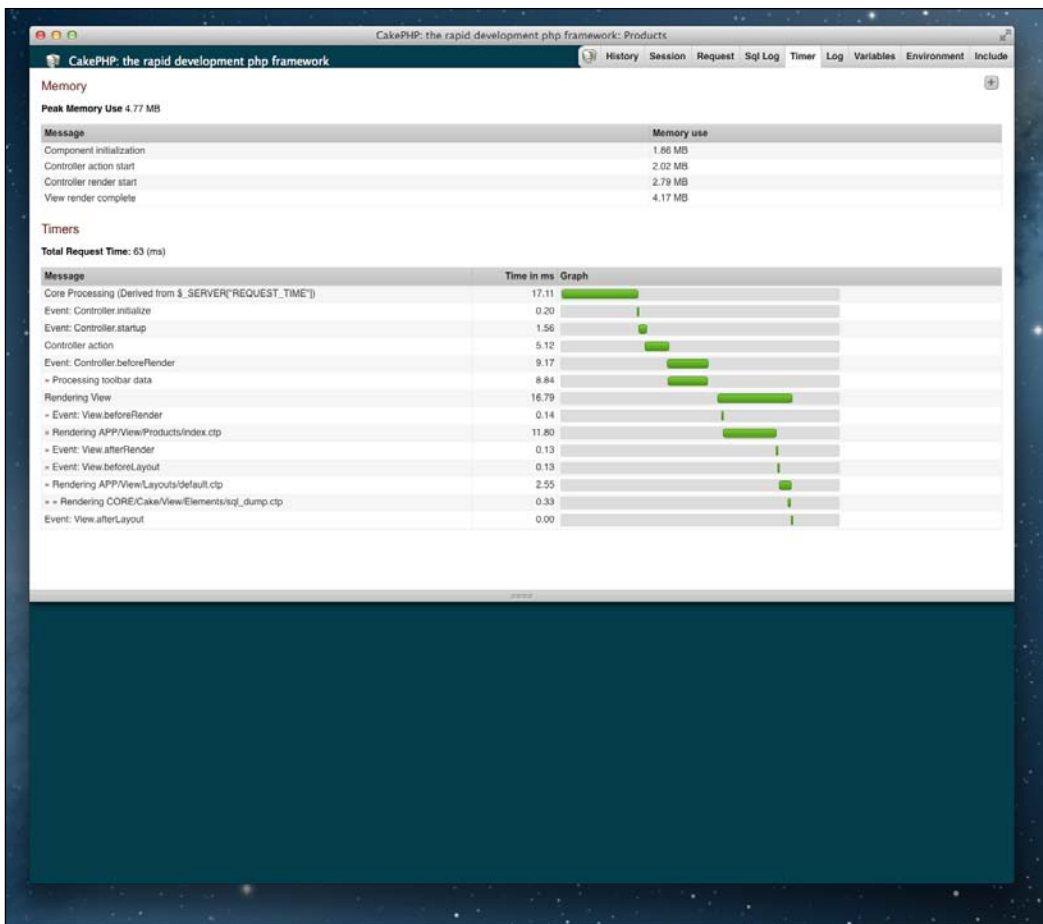 CakePHP: the rapid development php framework: Products
CakePHP: the rapid development php framework
History Session Request Sql Log Timer Log Variables Environment Include
Memory
+
Peak Memory Use 4.77 MB
Message Memory use
Component initialization 1.86 MB
Controller action start 2.02 MB
Controller render start 2.79 MB
View render complete 4.17 MB
Timers
Total Request Time: 63 (ms)
Message Time in ms Graph
Core Processing (Derived from $_SERVER["REQUEST_TIME"]) 17.11
Event: Controller.initialize 0.20
Event: Controller.startup 1.56
Controller action 5.12
Event: Controller.beforeRender 9.17
» Processing toolbar data 8.84
Rendering View 16.79
» Event: View.beforeRender 0.14
» Rendering APP/View/Products/index.ctp 11.80
» Event: View.afterRender 0.13
» Event: View.beforeLayout 0.13
» Rendering APP/View/Layouts/default.ctp 2.55
» » Rendering CORE/Cake/View/Elements/sql_dump.ctp 0.33
Event: View.afterLayout 0.00